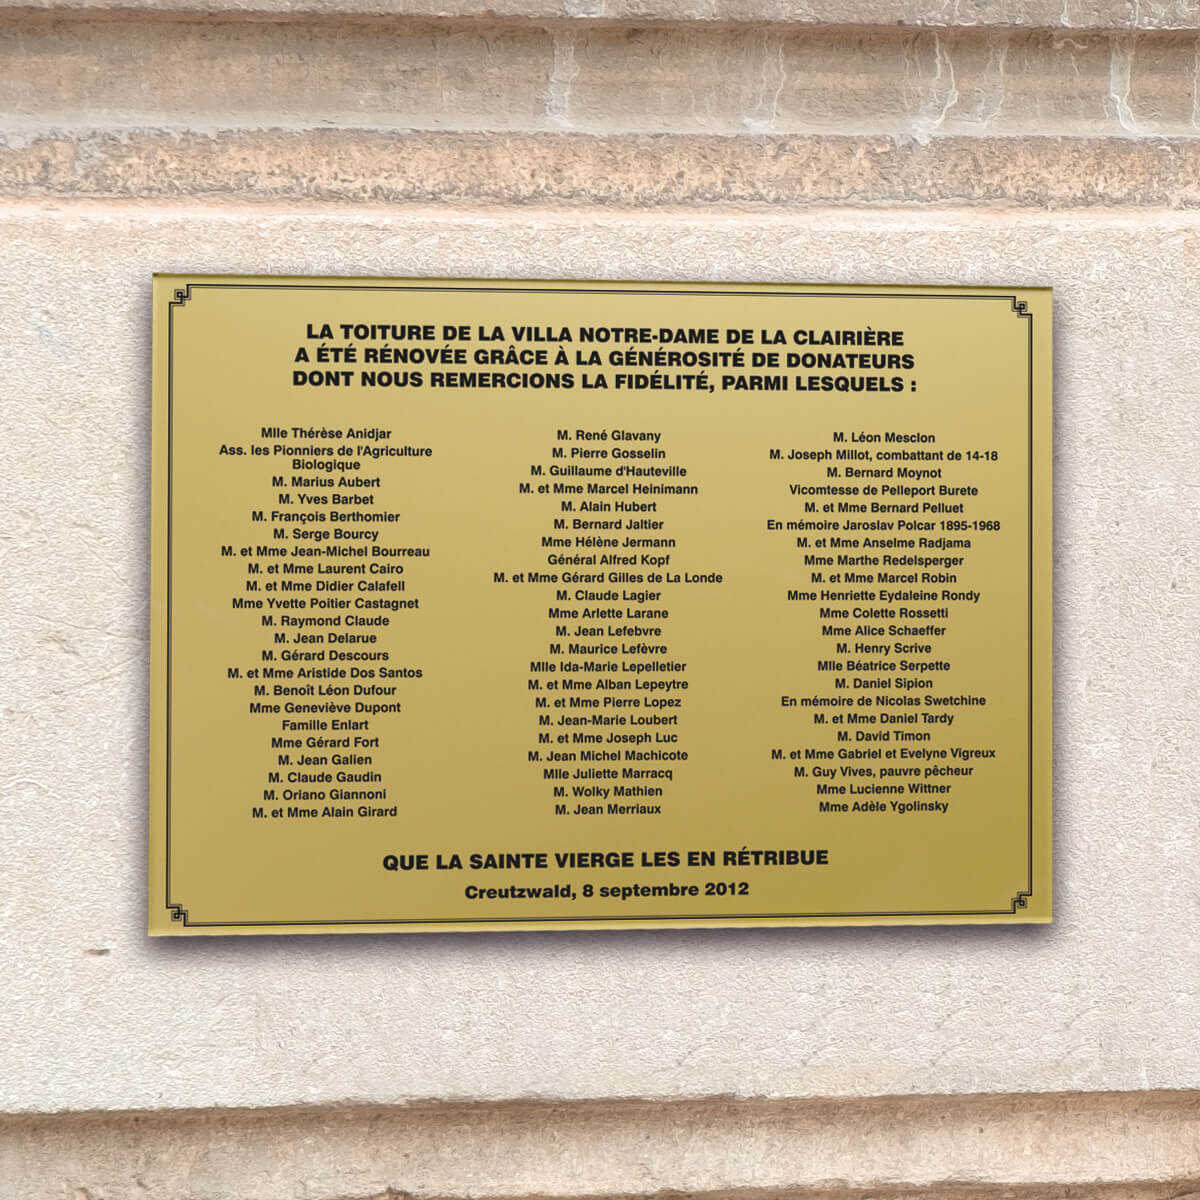 LA TOITURE DE LA VILLA NOTRE-DAME DE LA CLAIRIÈRE
A ÉTÉ RÉNOVÉE GRÂCE À LA GÉNÉROSITÉ DE DONATEURS
DONT NOUS REMERCIONS LA FIDÉLITÉ, PARMI LESQUELS :
Mlle Thérèse Anidjar
Ass. les Pionniers de l'Agriculture
Biologique
M. Marius Aubert
M. Yves Barbet
M. François Berthomier
M. Serge Bourcy
M. et Mme Jean-Michel Bourreau
M. et Mme Laurent Cairo
M. et Mme Didier Calafell
Mme Yvette Poitier Castagnet
M. Raymond Claude
M. Jean Delarue
M. Gérard Descours
M. et Mme Aristide Dos Santos
M. Benoît Léon Dufour
Mme Geneviève Dupont
Famille Enlart
Mme Gérard Fort
M. Jean Galien
M. Claude Gaudin
M. Oriano Giannoni
M. et Mme Alain Girard
M. René Glavany
M. Pierre Gosselin
M. Guillaume d'Hauteville
M. et Mme Marcel Heinimann
M. Alain Hubert
M. Bernard Jaltier
Mme Hélène Jermann
Général Alfred Kopf
M. et Mme Gérard Gilles de La Londe
M. Claude Lagier
Mme Arlette Larane
M. Jean Lefebvre
M. Maurice Lefèvre
Mlle Ida-Marie Lepelletier
M. et Mme Alban Lepeytre
M. et Mme Pierre Lopez
M. Jean-Marie Loubert
M. et Mme Joseph Luc
M. Jean Michel Machicote
Mlle Juliette Marracq
M. Wolky Mathien
M. Jean Merriaux
M. Léon Mesclon
M. Joseph Millot, combattant de 14-18
M. Bernard Moynot
Vicomtesse de Pelleport Burete
M. et Mme Bernard Pelluet
En mémoire Jaroslav Polcar 1895-1968
M. et Mme Anselme Radjama
Mme Marthe Redelsperger
M. et Mme Marcel Robin
Mme Henriette Eydaleine Rondy
Mme Colette Rossetti
Mme Alice Schaeffer
M. Henry Scrive
Mlle Béatrice Serpette
M. Daniel Sipion
En mémoire de Nicolas Swetchine
M. et Mme Daniel Tardy
M. David Timon
M. et Mme Gabriel et Evelyne Vigreux
M. Guy Vives, pauvre pêcheur
Mme Lucienne Wittner
Mme Adèle Ygolinsky
QUE LA SAINTE VIERGE LES EN RÉTRIBUE
Creutzwald, 8 septembre 2012